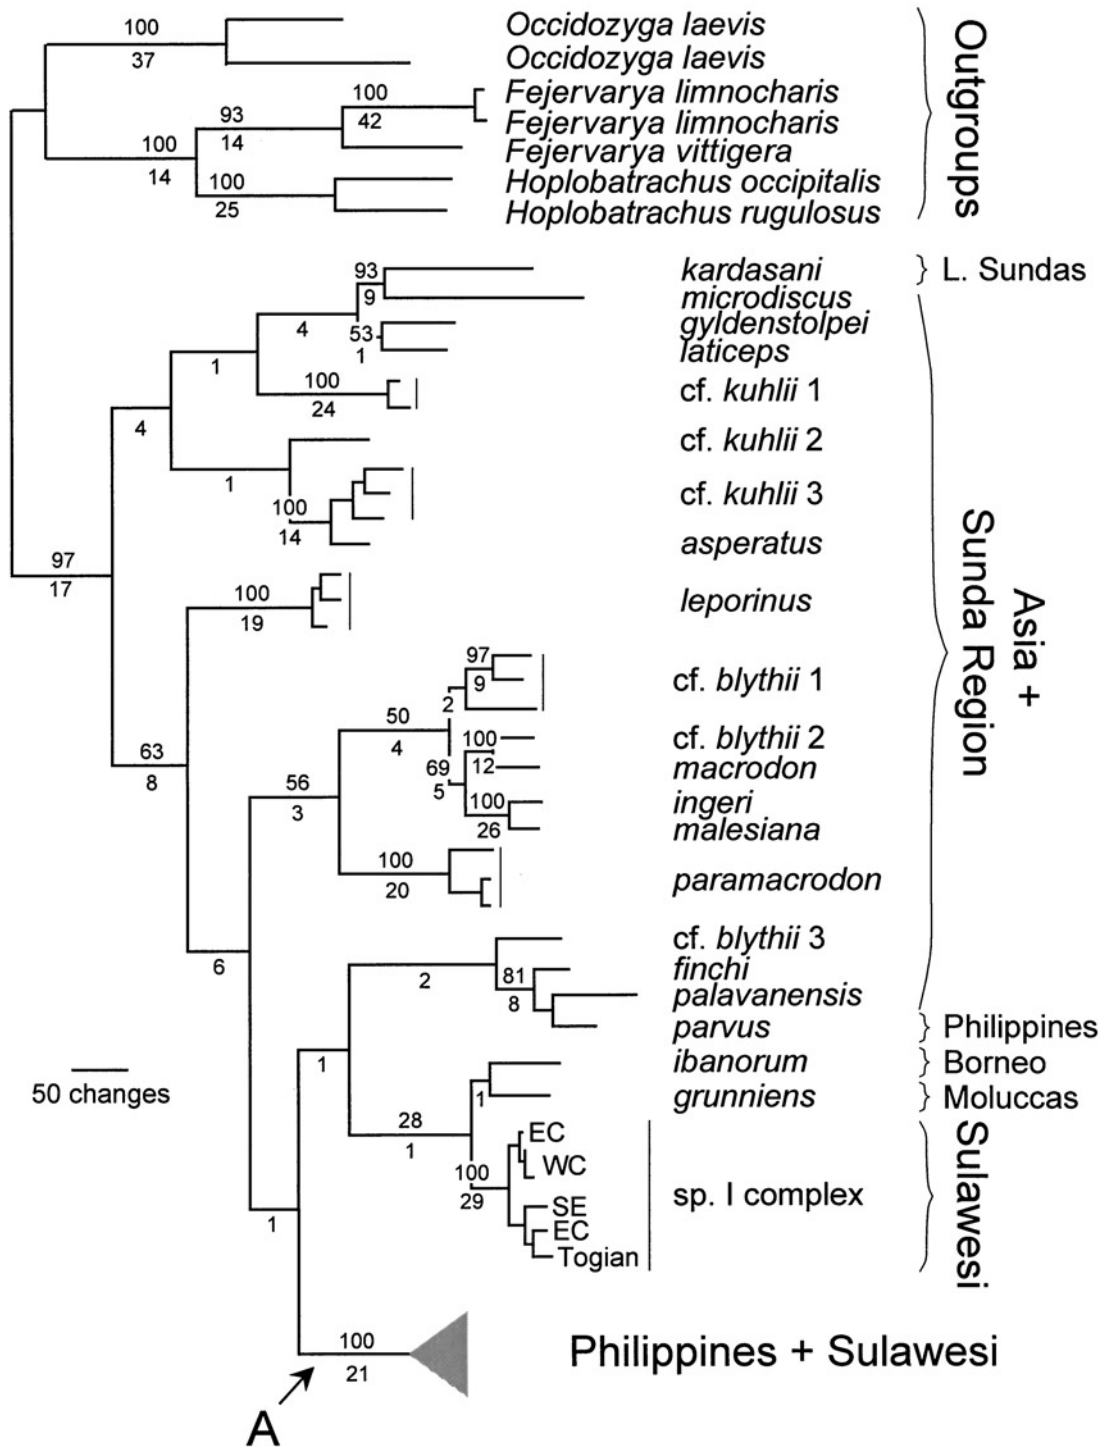 100
37
Occidozyga laevis
Occidozyga laevis
100
42
Fejervarya limnocharis
Fejervarya limnocharis
93
14
Fejervarya vittigera
100
14
100
25
Hoplobatrachus occipitalis
Hoplobatrachus rugulosus
Outgroups
93
9
kardasani
L. Sundas
microdiscus
4
53
1
gyldenstolpei
laticeps
1
100
24
cf. kuhlii 1
4
cf. kuhlii 2
1
cf. kuhlii 3
100
14
asperatus
97
17
100
19
leporinus
Asia +
Sunda Region
97
9
2
cf. blythii 1
50
4
100
12
cf. blythii 2
macrodon
69
5
63
8
56
3
100
26
ingeri
malesiana
100
20
paramacrodon
6
cf. blythii 3
2
81
8
finchi
palavanensis
parvus
Philippines
1
ibanorum
Borneo
50 changes
1
grunniens
Moluccas
28
1
EC
WC
100
29
SE
EC
Togian
sp. I complex
Sulawesi
1
100
21
Philippines + Sulawesi
A